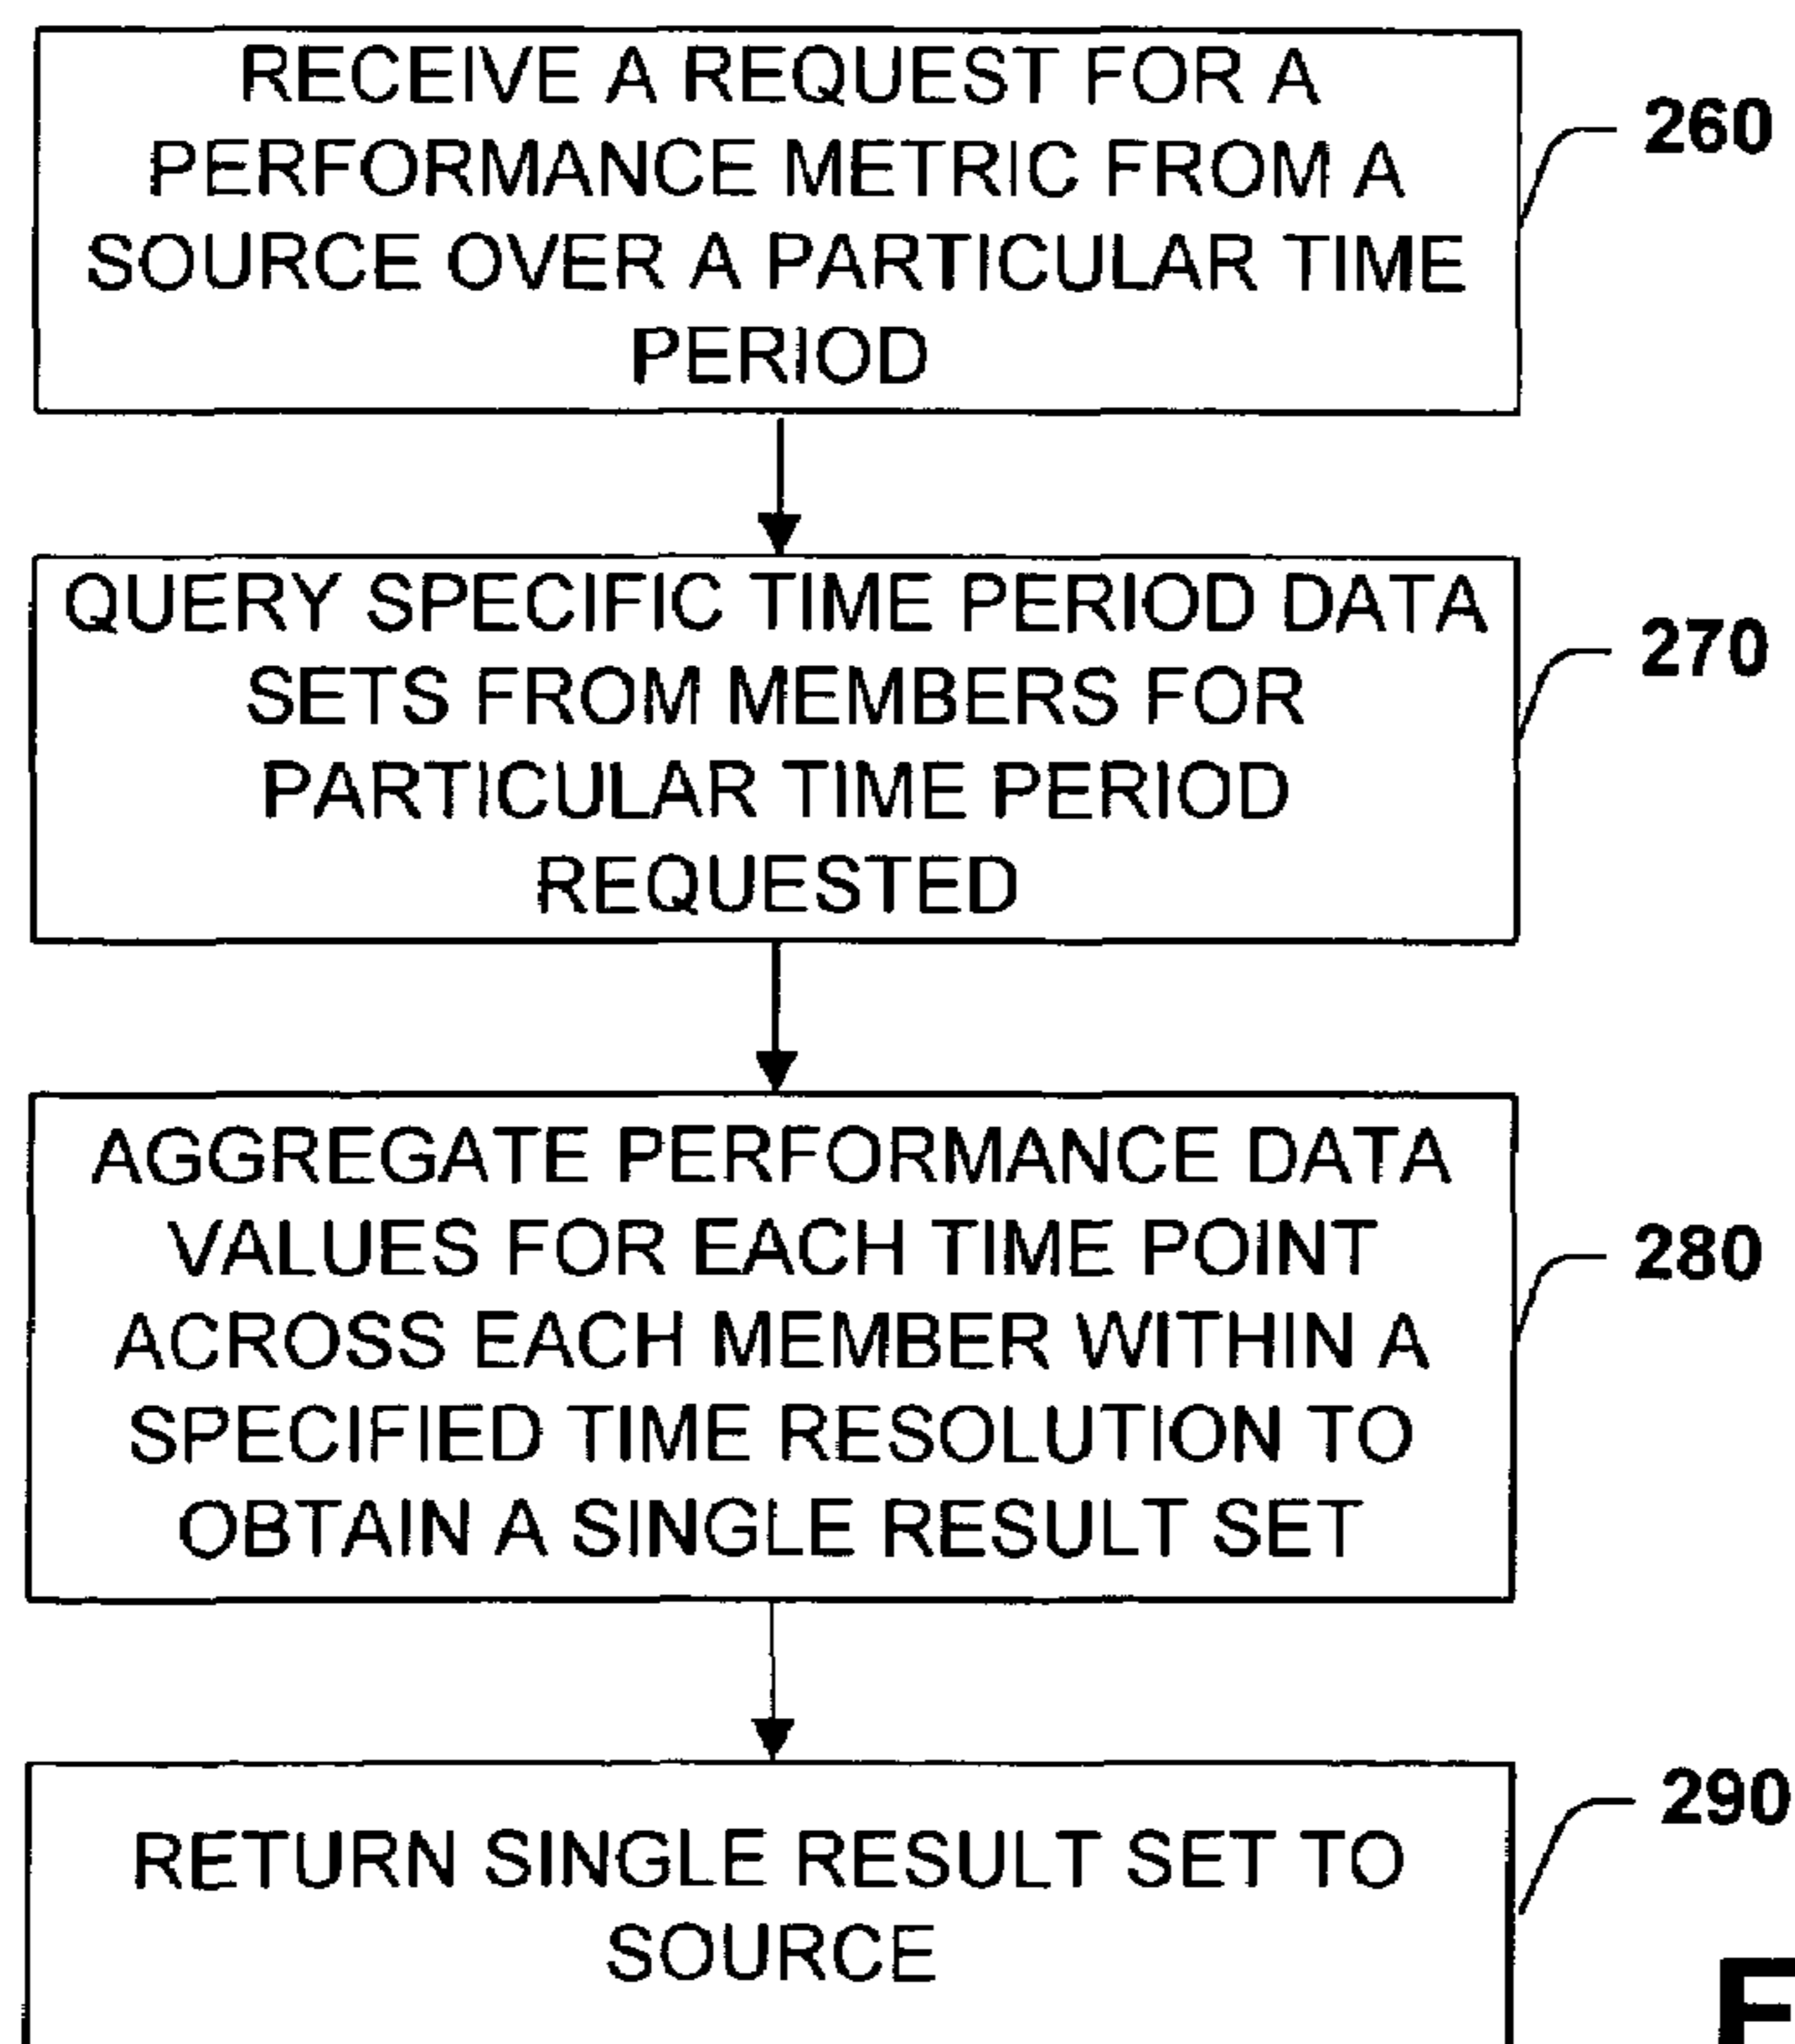 RECEIVE A REQUEST FOR A
PERFORMANCE METRIC FROM A
SOURCE OVER A PARTICULAR TIME
PERIOD
260
QUERY SPECIFIC TIME PERIOD DATA
SETS FROM MEMBERS FOR
PARTICULAR TIME PERIOD
REQUESTED
270
AGGREGATE PERFORMANCE DATA
VALUES FOR EACH TIME POINT
ACROSS EACH MEMBER WITHIN A
SPECIFIED TIME RESOLUTION TO
OBTAIN A SINGLE RESULT SET
280
RETURN SINGLE RESULT SET TO
SOURCE
290